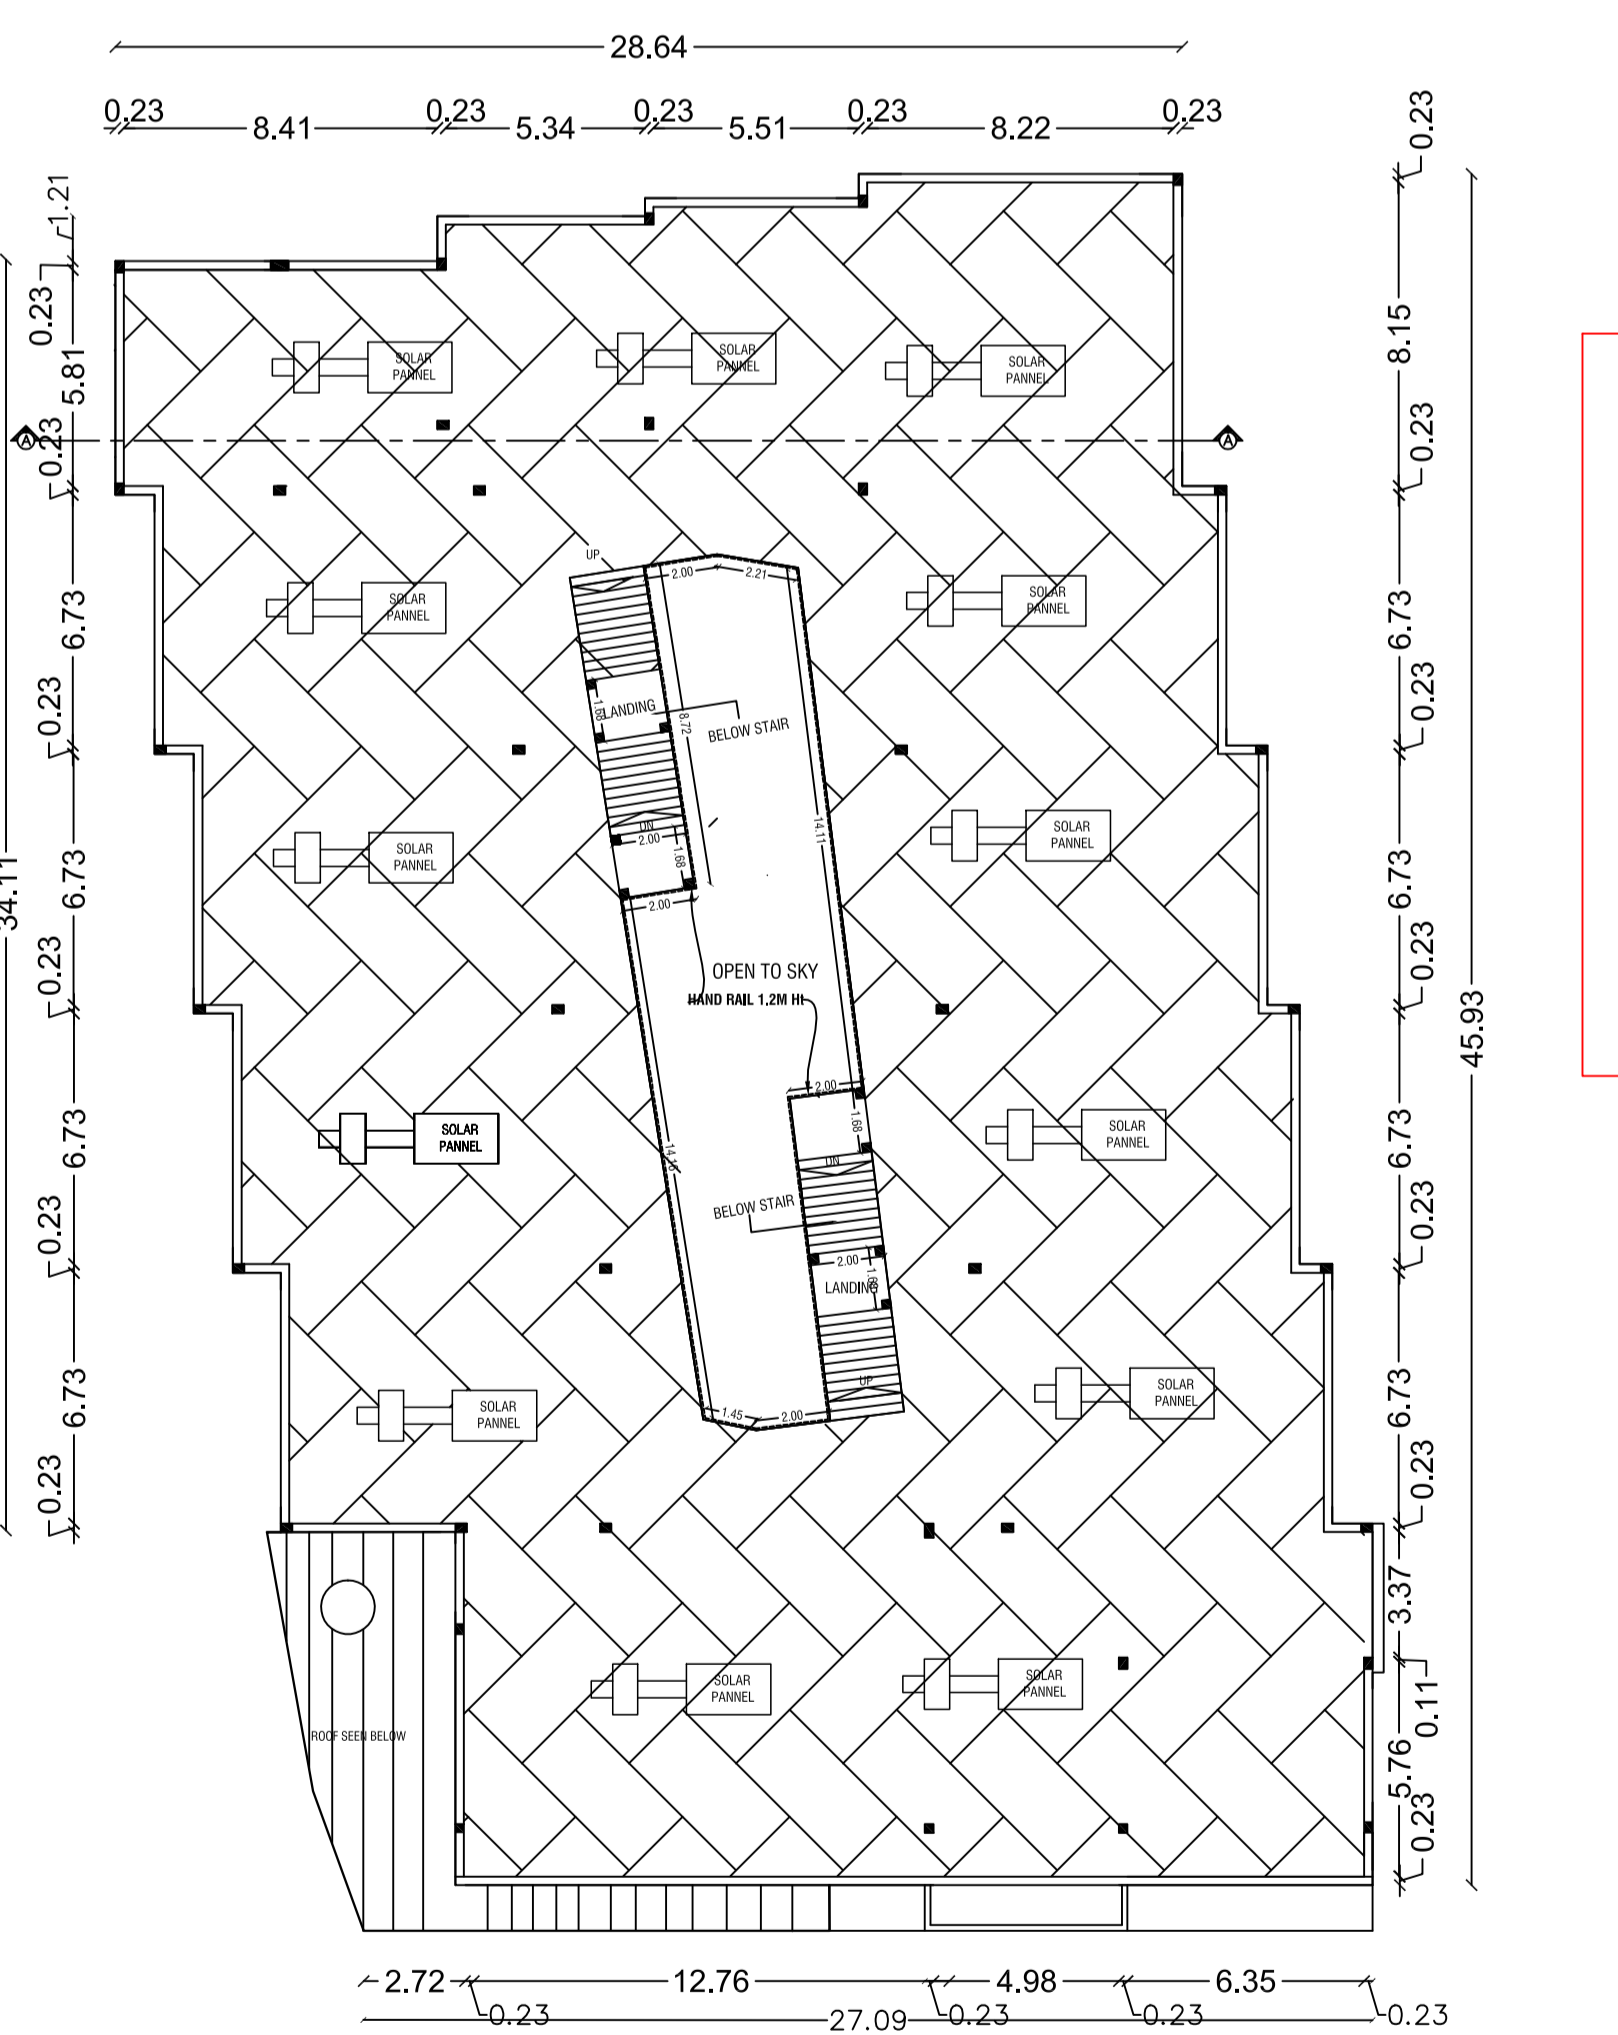 28.64
0.23 0.23 0.23 0.23 0.23
8.41 5.34 5.51 8.22
0.23
1.21
0.23
5.81
8.15
SOLAR
PANNEL
SOLAR
PANNEL
SOLAR
PANNEL
0.23
0.23
A
A
UP
2.00
2.21
6.73
6.73
SOLAR
PANNEL
SOLAR
PANNEL
0.23
0.23
1.68
LANDING
8.72
BELOW STAIR
34.11
6.73
6.73
SOLAR
PANNEL
SOLAR
PANNEL
14.11
DN
2.00
1.68
2.00
0.23
0.23
OPEN TO SKY
HAND RAIL 1.2M Ht
45.93
2.00
1.68
6.73
6.73
SOLAR
PANNEL
SOLAR
PANNEL
DN
BELOW STAIR
0.23
0.23
2.00
LANDING
6.73
6.73
SOLAR
PANNEL
SOLAR
PANNEL
UP
1.45
2.00
0.23
0.23
3.37
0.11
SOLAR
PANNEL
SOLAR
PANNEL
ROOF SEEN BELOW
5.76
0.23
2.72 12.76 4.98 6.35
0.23 0.23 0.23 0.23
27.09